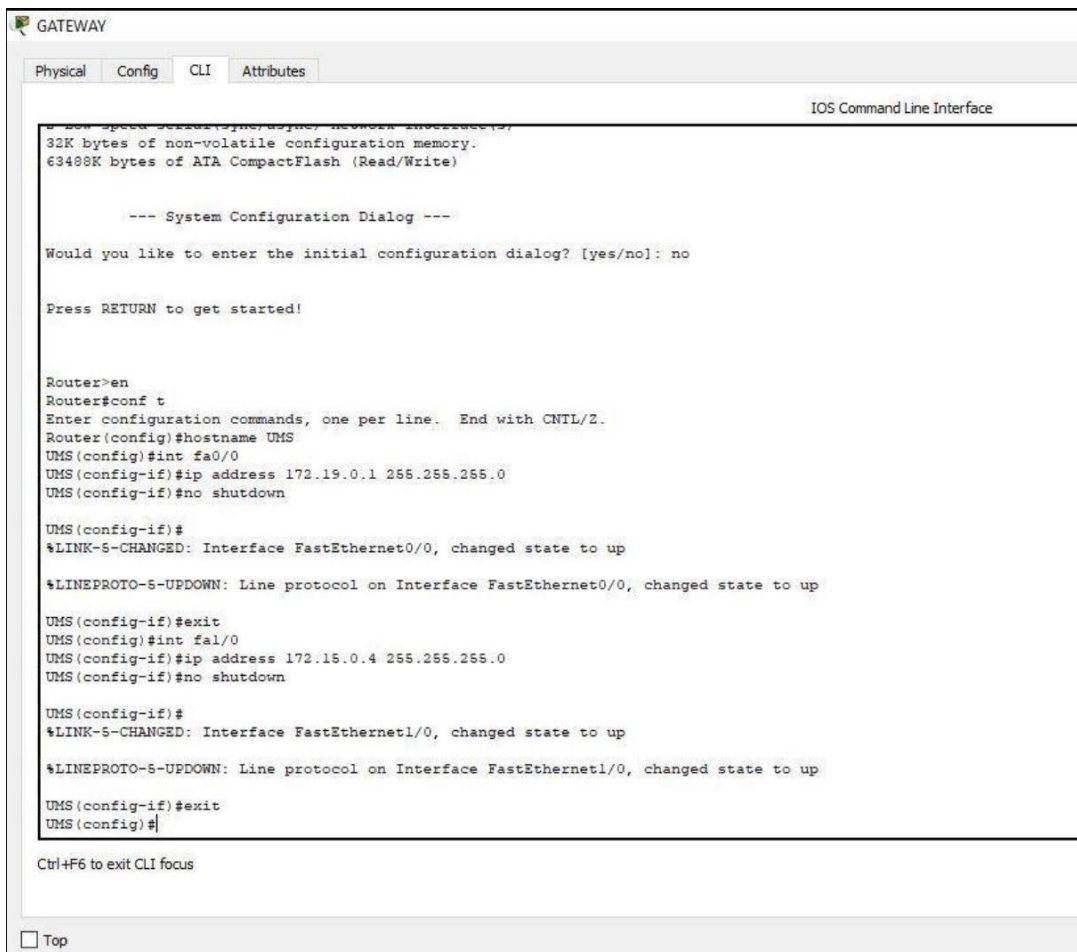 GATEWAY
Physical Config CLI Attributes
IOS Command Line Interface
2 Low-speed serial(sync/async) network interface(s)
32K bytes of non-volatile configuration memory.
63488K bytes of ATA CompactFlash (Read/Write)
--- System Configuration Dialog ---
Would you like to enter the initial configuration dialog? [yes/no]: no
Press RETURN to get started!
Router>en
Router#conf t
Enter configuration commands, one per line. End with CNTL/Z.
Router(config)#hostname UMS
UMS(config)#int fa0/0
UMS(config-if)#ip address 172.19.0.1 255.255.255.0
UMS(config-if)#no shutdown
UMS(config-if)#
%LINK-5-CHANGED: Interface FastEthernet0/0, changed state to up
%LINEPROTO-5-UPDOWN: Line protocol on Interface FastEthernet0/0, changed state to up
UMS(config-if)#exit
UMS(config)#int fa1/0
UMS(config-if)#ip address 172.15.0.4 255.255.255.0
UMS(config-if)#no shutdown
UMS(config-if)#
%LINK-5-CHANGED: Interface FastEthernet1/0, changed state to up
%LINEPROTO-5-UPDOWN: Line protocol on Interface FastEthernet1/0, changed state to up
UMS(config-if)#exit
UMS(config)#
Ctrl+F6 to exit CLI focus
Top